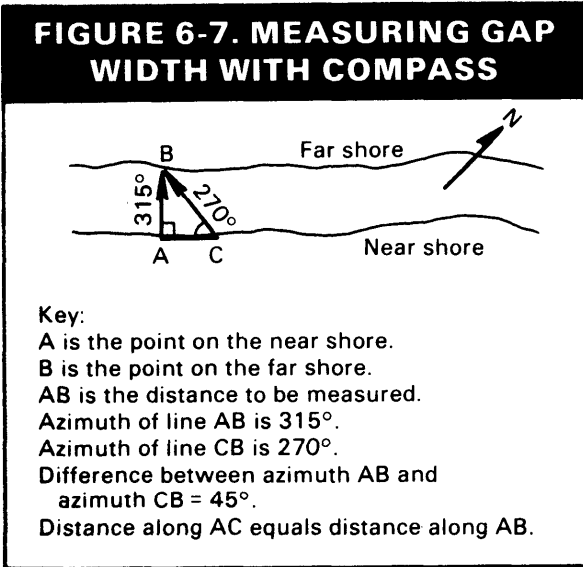 FIGURE 6-7. MEASURING GAP
WIDTH WITH COMPASS
N
B
Far shore
315°
270°
A
C
Near shore
Key:
A is the point on the near shore.
B is the point on the far shore.
AB is the distance to be measured.
Azimuth of line AB is 315°.
Azimuth of line CB is 270°.
Difference between azimuth AB and
azimuth CB = 45°.
Distance along AC equals distance along AB.